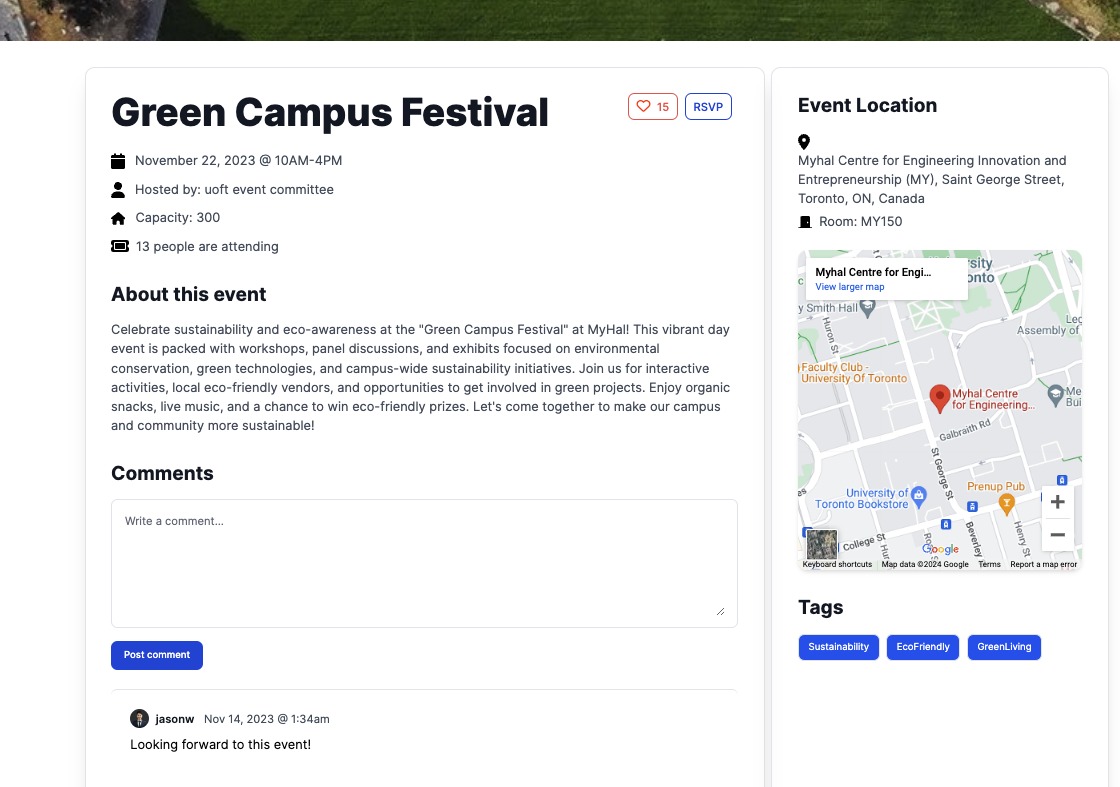 Green Campus Festival
15
RSVP
November 22, 2023 @ 10AM-4PM
Hosted by: uoft event committee
Capacity: 300
13 people are attending
About this event
Celebrate sustainability and eco-awareness at the "Green Campus Festival" at MyHal! This vibrant day
event is packed with workshops, panel discussions, and exhibits focused on environmental
conservation, green technologies, and campus-wide sustainability initiatives. Join us for interactive
activities, local eco-friendly vendors, and opportunities to get involved in green projects. Enjoy organic
snacks, live music, and a chance to win eco-friendly prizes. Let's come together to make our campus
and community more sustainable!
Comments
Write a comment...
Post comment
jasonw Nov 14, 2023 @ 1:34am
Looking forward to this event!
Event Location
Myhal Centre for Engineering Innovation and
Entrepreneurship (MY), Saint George Street,
Toronto, ON, Canada
Room: MY150
Myhal Centre for Engi...
View larger map
rsity
onto
y Smith Hall
Huron St
Assembly of
Faculty Club -
University Of Toronto
Myhal Centre
for Engineering...
Me
Bui
Galbraith Rd
St George St
Prenup Pub
University of
Toronto Bookstore
College St
Beverley
Henry St
Google
Keyboard shortcuts
Map data ©2024 Google
Terms
Report a map error
Tags
Sustainability
EcoFriendly
GreenLiving